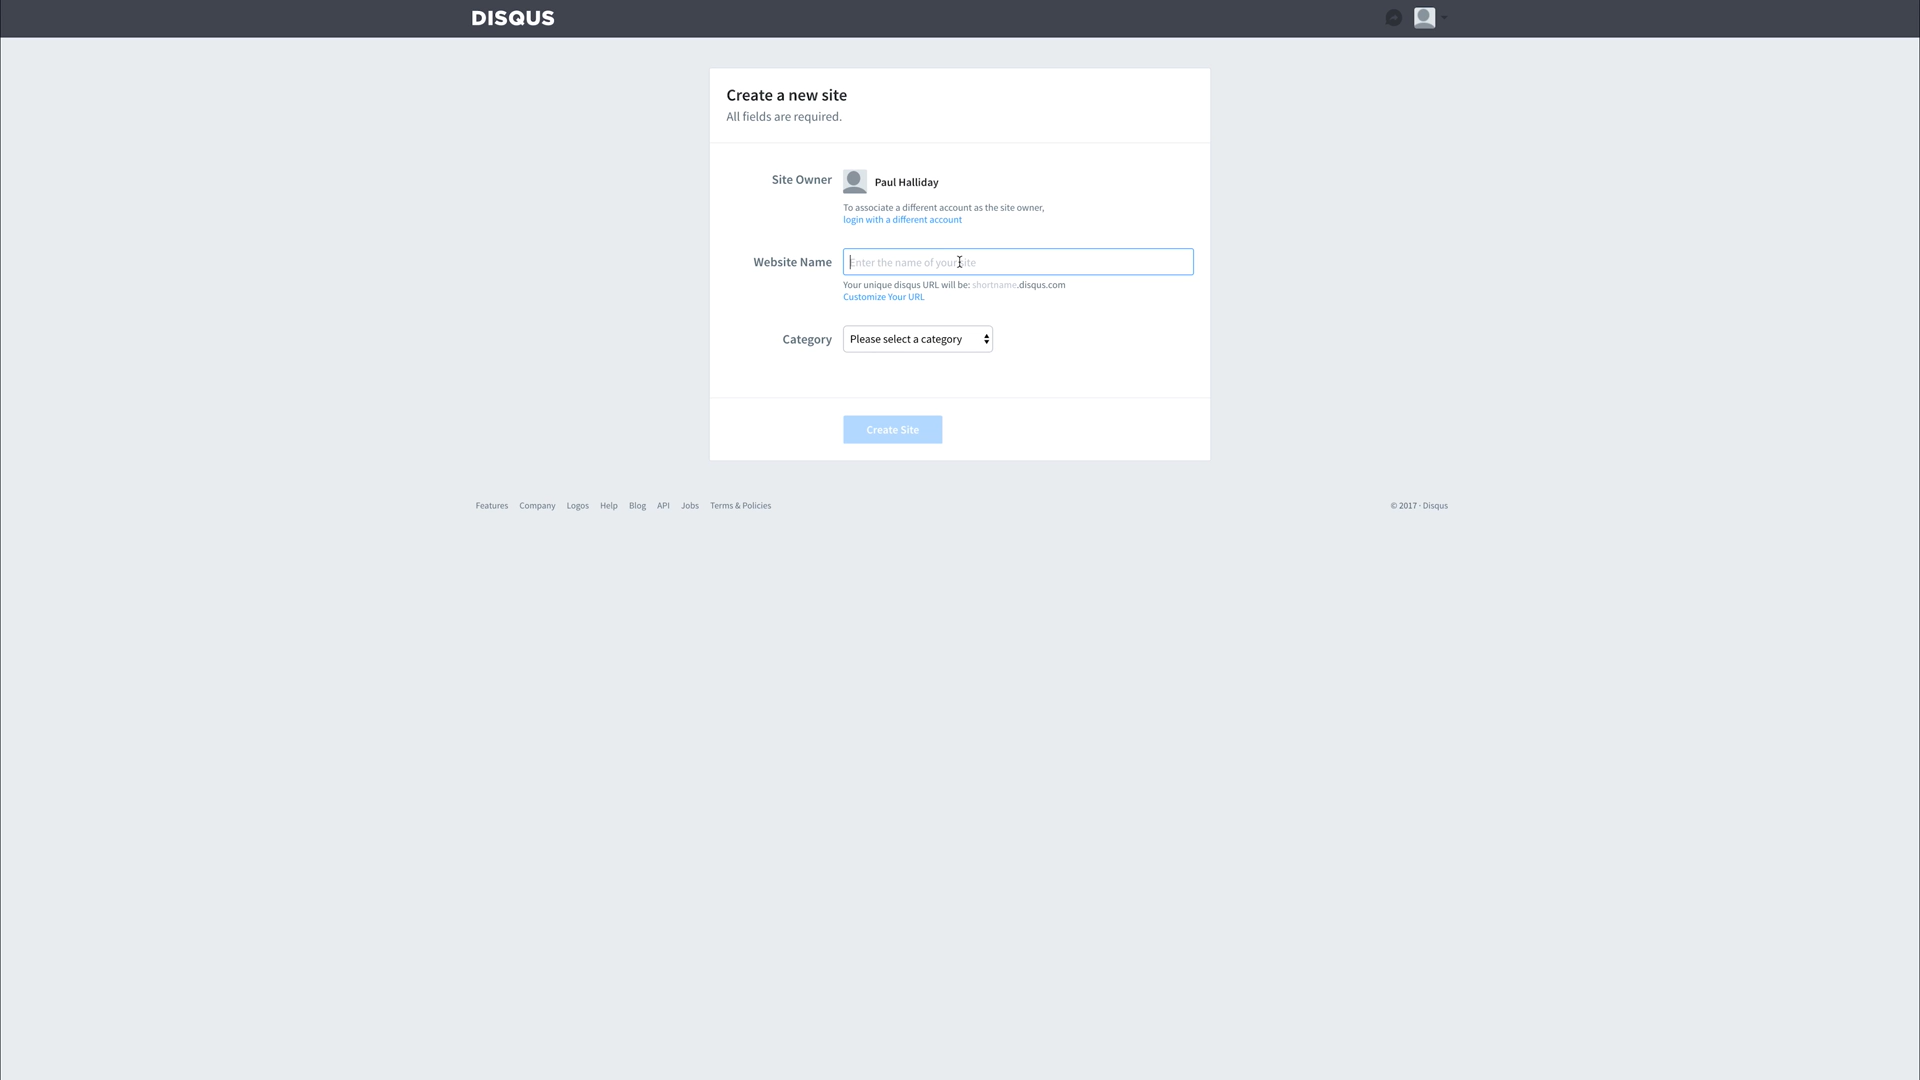 DISQUS
Create a new site
All fields are required.
Site Owner
Paul Halliday
To associate a different account as the site owner,
login with a different account
Website Name
Enter the name of your site
Your unique disqus URL will be: shortname.disqus.com
Customize Your URL
Category
Please select a category
Create Site
Features Company Logos Help Blog API Jobs Terms & Policies
© 2017 · Disqus